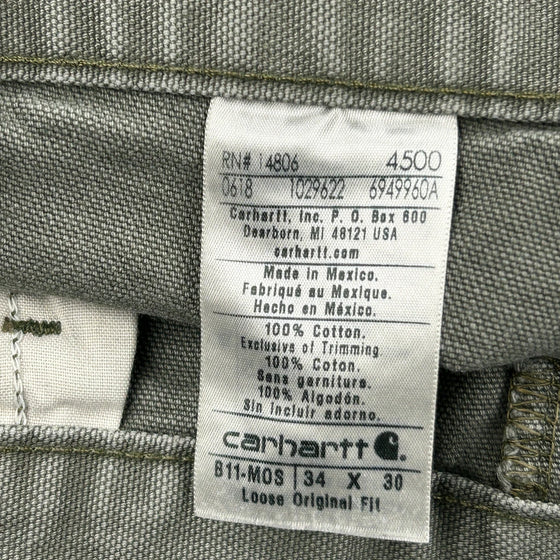 RN# 14806 4500
0618 1029622 6949960A
Carhartt, Inc. P. O. Box 600
Dearborn, MI 48121 USA
carhartt.com
Made in Mexico.
Fabriqué au Mexique.
Hecho en México.
100% Cotton.
Exclusive of Trimming.
100% Coton.
Sans garniture.
100% Algodón.
Sin incluir adorno.
carhartt
B11-MOS 34 X 30
Loose Original Fit